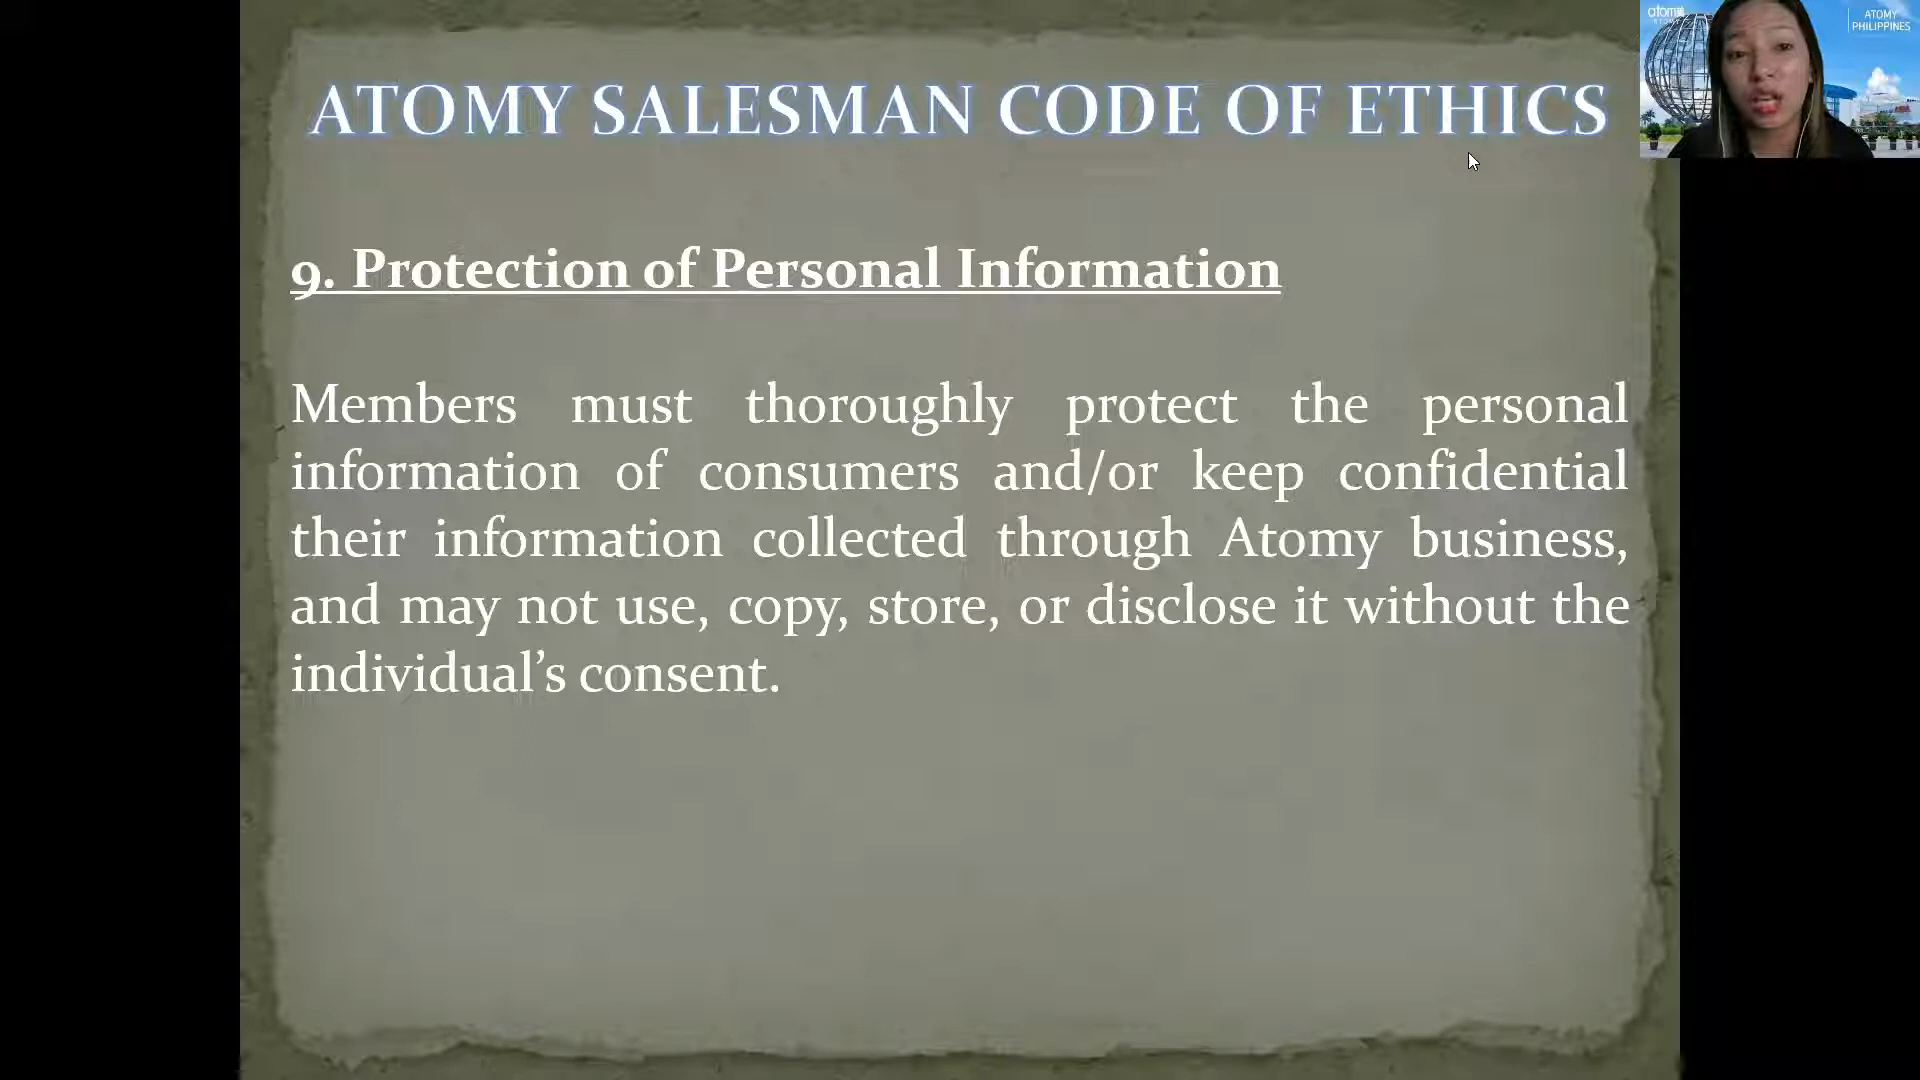 ATOMY SALESMAN CODE OF ETHICS
atomy
ATOMY
PHILIPPINES
9. Protection of Personal Information
Members must thoroughly protect the personal
information of consumers and/or keep confidential
their information collected through Atomy business,
and may not use, copy, store, or disclose it without the
individual’s consent.